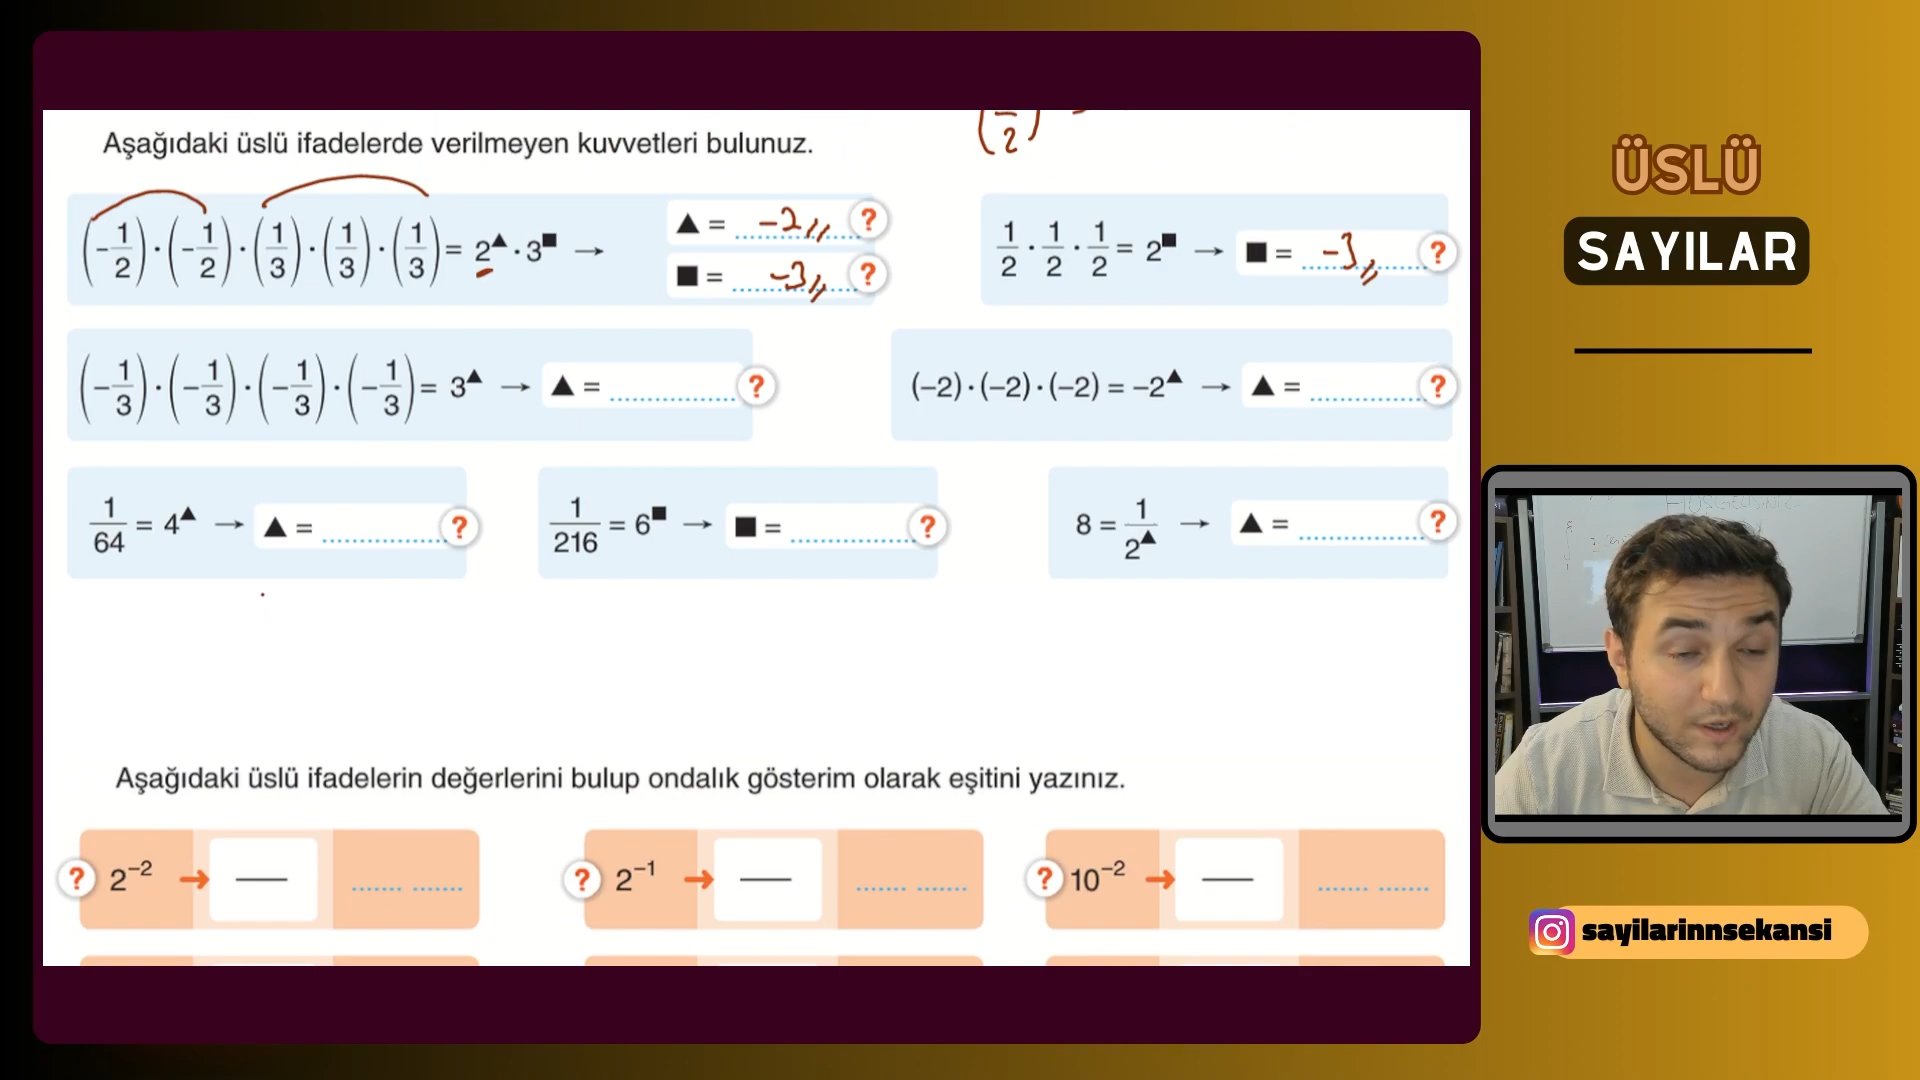 (1/2) =
Aşağıdaki üslü ifadelerde verilmeyen kuvvetleri bulunuz.
(-1/2)·(-1/2)·(1/3)·(1/3)·(1/3) = 2^▲·3^■ → ▲ = -2 ?
■ = -3 ?
1/2·1/2·1/2 = 2^■ → ■ = -3 ?
(-1/3)·(-1/3)·(-1/3)·(-1/3) = 3^▲ → ▲ = .................. ?
(-2)·(-2)·(-2) = -2^▲ → ▲ = .................. ?
1/64 = 4^▲ → ▲ = .................. ?
1/216 = 6^■ → ■ = .................. ?
8 = 1/2^▲ → ▲ = .................. ?
Aşağıdaki üslü ifadelerin değerlerini bulup ondalık gösterim olarak eşitini yazınız.
? 2^-2 → — ....... .......
? 2^-1 → — ....... .......
? 10^-2 → — ....... .......
ÜSLÜ
SAYILAR
sayilarinnsekansi